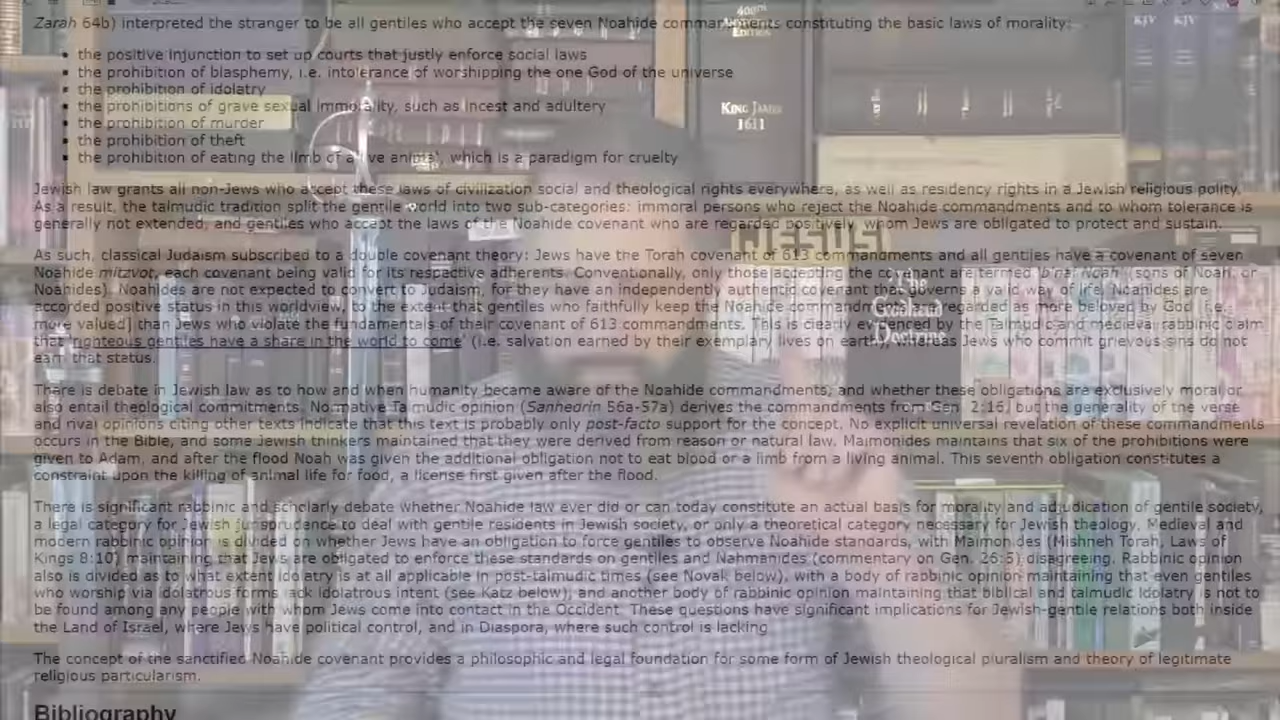 Zarah 64b) interpreted the stranger to be all gentiles who accept the seven Noahide commandments constituting the basic laws of morality:
the positive injunction to set up courts that justly enforce social laws
the prohibition of blasphemy, i.e. intolerance of worshipping the one God of the universe
the prohibition of idolatry
the prohibitions of grave sexual immorality, such as incest and adultery
the prohibition of murder
the prohibition of theft
the prohibition of eating the limb of a live animal, which is a paradigm for cruelty
Jewish law grants all non-Jews who accept these laws of civilization social and theological rights everywhere, as well as residency rights in a Jewish religious polity.
As a result, the talmudic tradition split the gentile world into two sub-categories: immoral persons who reject the Noahide commandments and to whom tolerance is
generally not extended, and gentiles who accept the laws of the Noahide covenant who are regarded positively, whom Jews are obligated to protect and sustain.
As such, classical Judaism subscribed to a double covenant theory: Jews have the Torah covenant of 613 commandments and all gentiles have a covenant of seven
Noahide mitzvot, each covenant being valid for its respective adherents. Conventionally, only those accepting the covenant are termed b'nai Noah (sons of Noah, or
Noahides). Noahides are not expected to convert to Judaism, for they have an independently authentic covenant that governs a valid way of life. Noahides are
accorded positive status in this worldview, to the extent that gentiles who faithfully keep the Noahide commandments regarded as more beloved by God (i.e.
more valued) than Jews who violate the fundamentals of their covenant of 613 commandments. This is clearly evidenced by the Talmudic and medieval rabbinic claim
that 'righteous gentiles have a share in the world to come' (i.e. salvation earned by their exemplary lives on earth), whereas Jews who commit grievous sins do not
earn that status.
There is debate in Jewish law as to how and when humanity became aware of the Noahide commandments, and whether these obligations are exclusively moral or
also entail theological commitments. Normative Talmudic opinion (Sanhedrin 56a-57a) derives the commandments from Gen. 2:16, but the generality of the verse
and rival opinions citing other texts indicate that this text is probably only post-facto support for the concept. No explicit universal revelation of these commandments
occurs in the Bible, and some Jewish thinkers maintained that they were derived from reason or natural law. Maimonides maintains that six of the prohibitions were
given to Adam, and after the flood Noah was given the additional obligation not to eat blood or a limb from a living animal. This seventh obligation constitutes a
constraint upon the killing of animal life for food, a license first given after the flood.
There is significant rabbinic and scholarly debate whether Noahide law ever did or can today constitute an actual basis for morality and adjudication of gentile society,
a legal category for Jewish jurisprudence to deal with gentile residents in Jewish society, or only a theoretical category necessary for Jewish theology. Medieval and
modern rabbinic opinion is divided on whether Jews have an obligation to force gentiles to observe Noahide standards, with Maimonides (Mishneh Torah, Laws of
Kings 8:10) maintaining that Jews are obligated to enforce these standards on gentiles and Nahmanides (commentary on Gen. 26:5) disagreeing. Rabbinic opinion
also is divided as to what extent idolatry is at all applicable in post-talmudic times (see Novak below), with a body of rabbinic opinion maintaining that even gentiles
who worship via idolatrous forms lack idolatrous intent (see Katz below), and another body of rabbinic opinion maintaining that biblical and talmudic idolatry is not to
be found among any people with whom Jews come into contact in the Occident. These questions have significant implications for Jewish-gentile relations both inside
the Land of Israel, where Jews have political control, and in Diaspora, where such control is lacking
The concept of the sanctified Noahide covenant provides a philosophic and legal foundation for some form of Jewish theological pluralism and theory of legitimate
religious particularism.
Bibliography
400th
ANNIVERSARY
EDITION
KING JAMES
1611
KJV
KJV
JESUS
The
Greatham
Doctrine